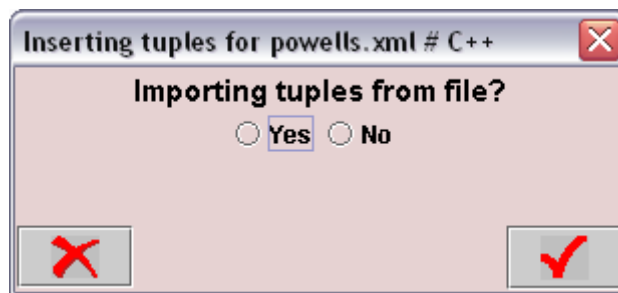 Inserting tuples for powells.xml # C++
Importing tuples from file?
Yes No